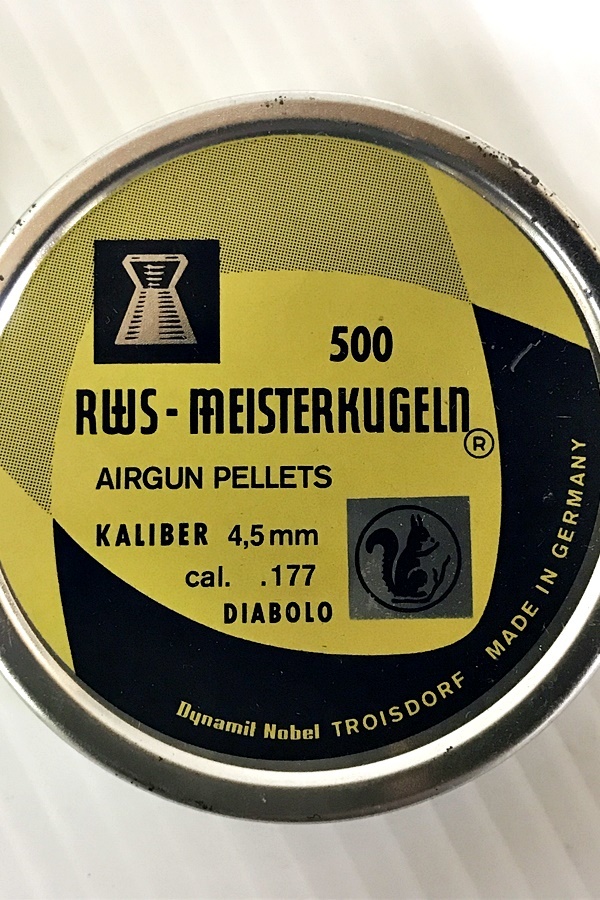 500
RWS - MEISTERKUGELN ®
AIRGUN PELLETS
KALIBER 4,5mm
cal. .177
DIABOLO
Dynamit Nobel TROISDORF MADE IN GERMANY